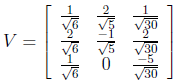 V = [ 1/√6 2/√5 1/√30
2/√6 -1/√5 2/√30
1/√6 0 -5/√30 ]